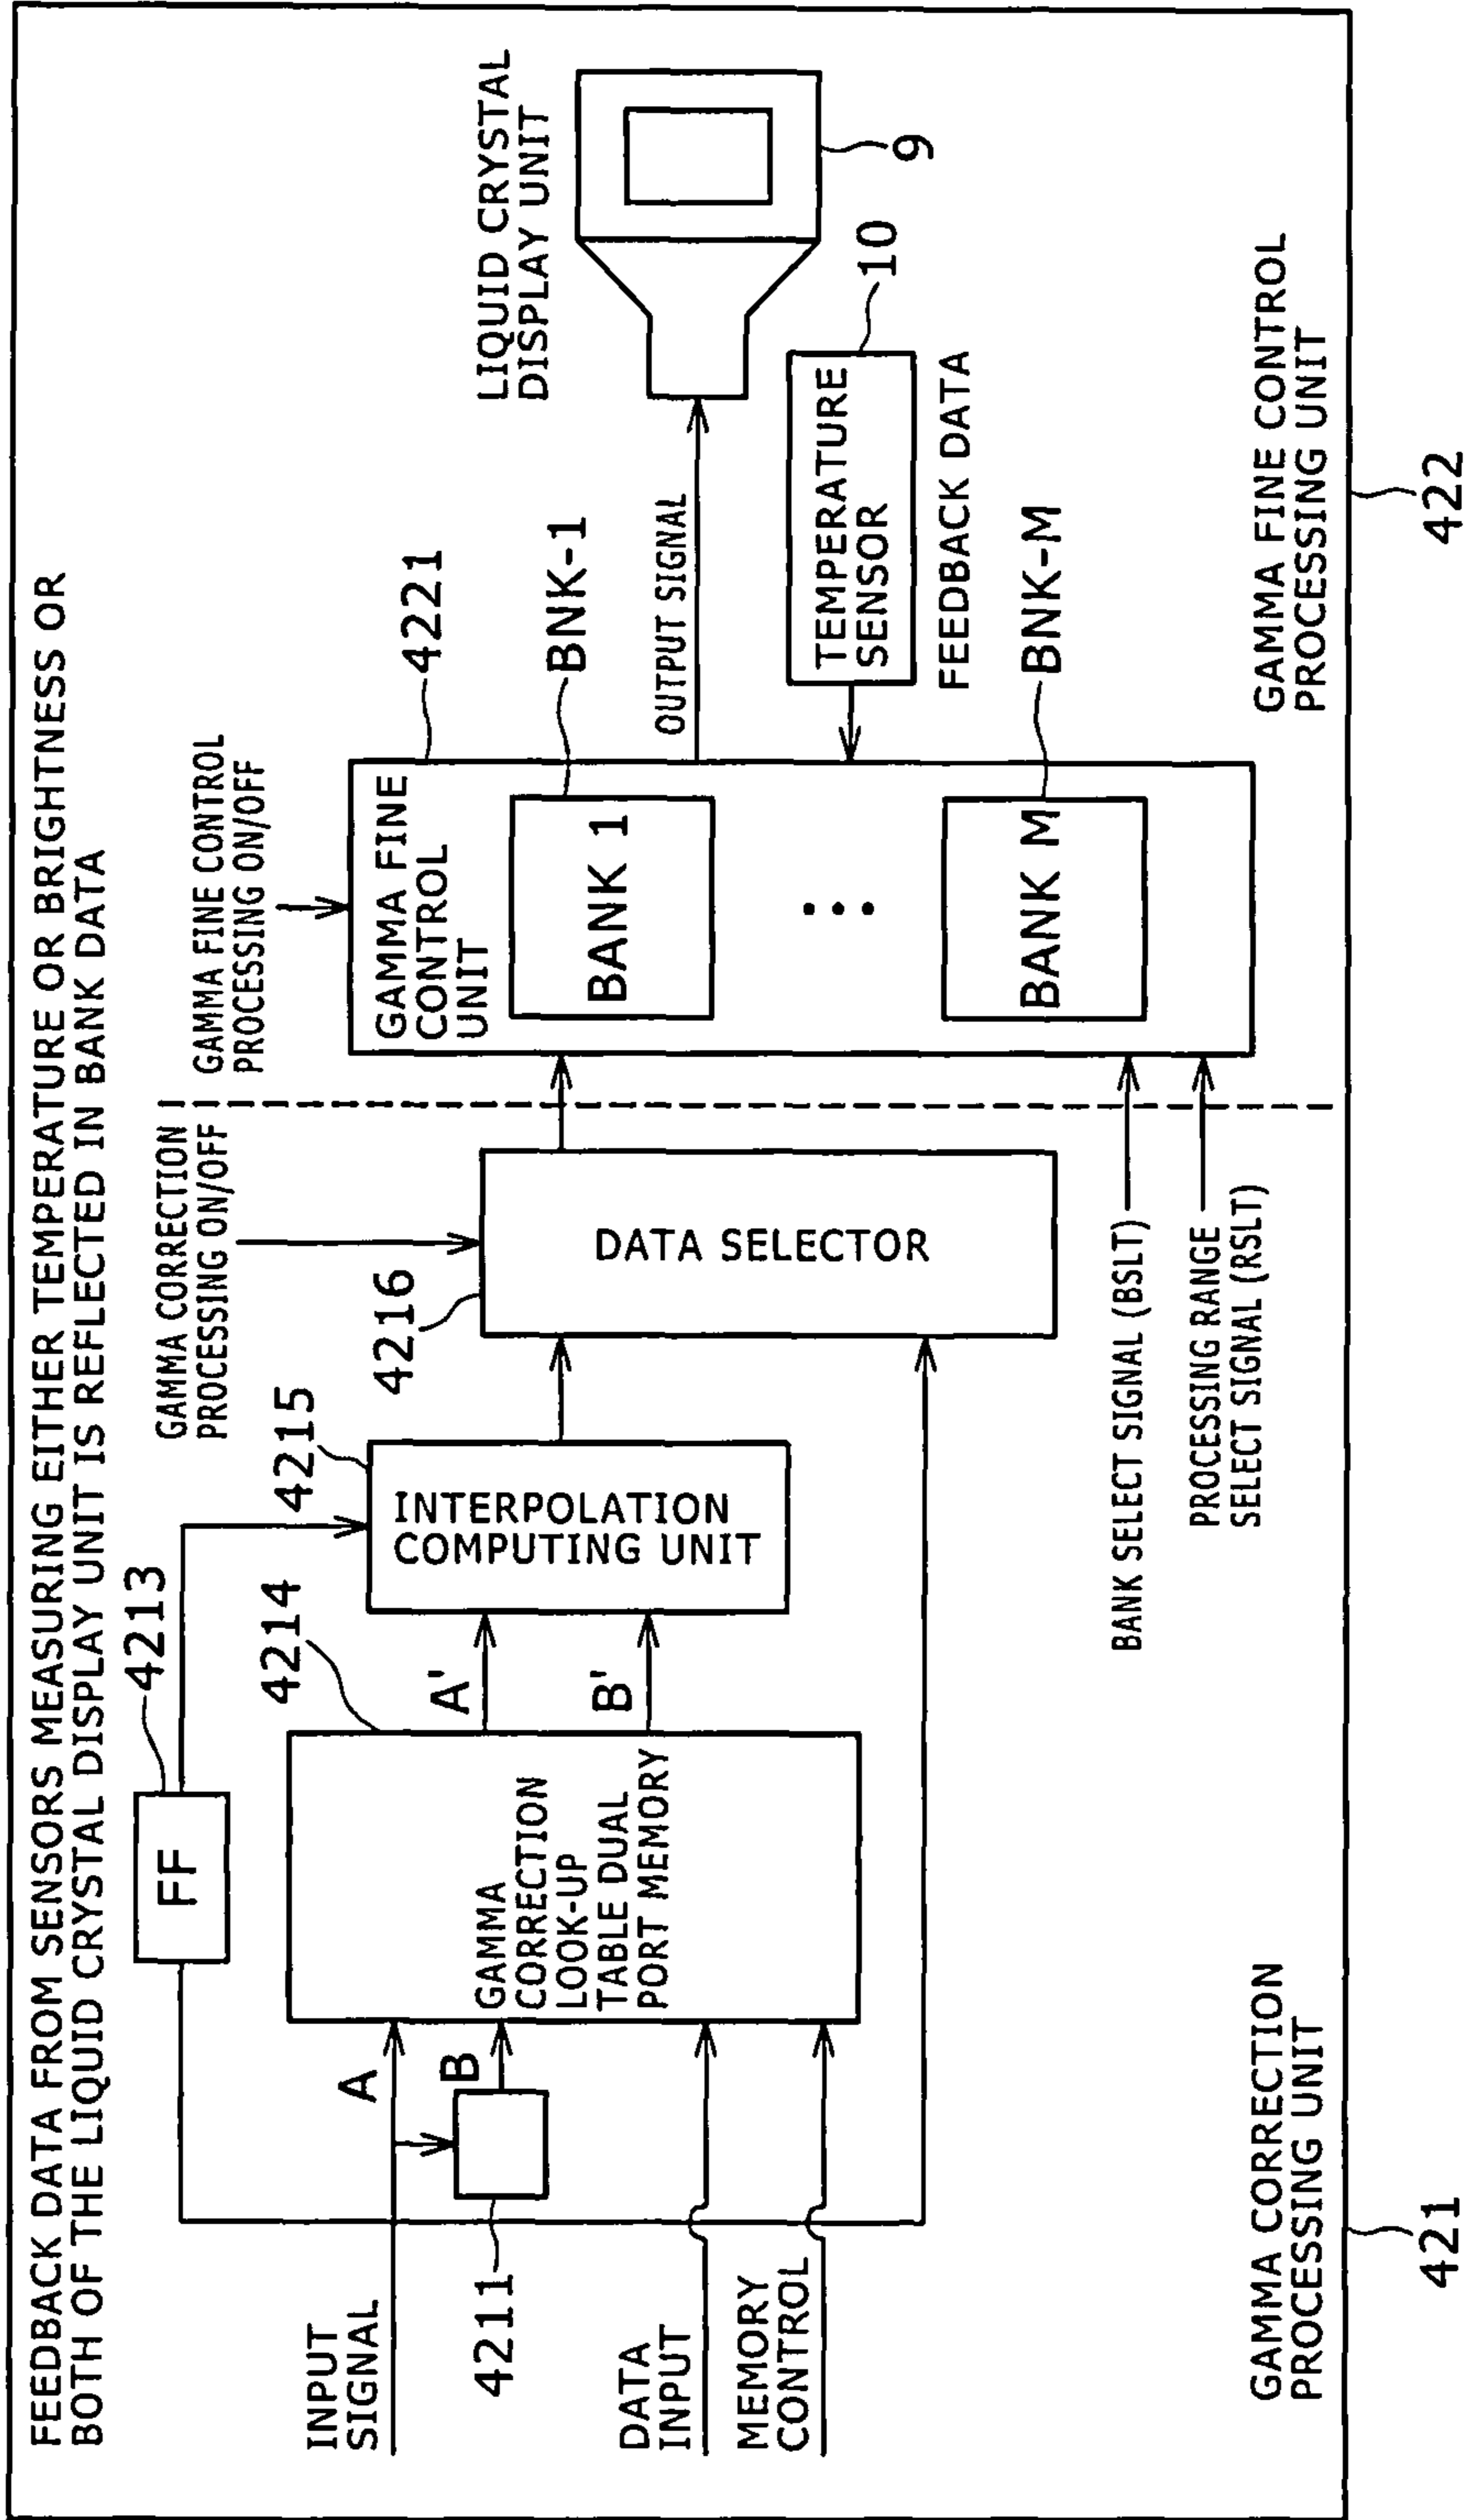 FEEDBACK DATA FROM SENSORS MEASURING EITHER TEMPERATURE OR BRIGHTNESS OR
BOTH OF THE LIQUID CRYSTAL DISPLAY UNIT IS REFLECTED IN BANK DATA
INPUT
SIGNAL
A
B
4211
DATA
INPUT
MEMORY
CONTROL
FF
4213
4214
GAMMA
CORRECTION
LOOK-UP
TABLE DUAL
PORT MEMORY
A'
B'
4215
INTERPOLATION
COMPUTING UNIT
GAMMA CORRECTION
PROCESSING ON/OFF
4216
DATA SELECTOR
BANK SELECT SIGNAL (BSLT)
PROCESSING RANGE
SELECT SIGNAL (RSLT)
GAMMA FINE CONTROL
PROCESSING ON/OFF
4221
GAMMA FINE
CONTROL
UNIT
BANK 1
BNK-1
BANK M
BNK-M
OUTPUT SIGNAL
TEMPERATURE
SENSOR
10
FEEDBACK DATA
LIQUID CRYSTAL
DISPLAY UNIT
9
GAMMA CORRECTION
PROCESSING UNIT
421
GAMMA FINE CONTROL
PROCESSING UNIT
422